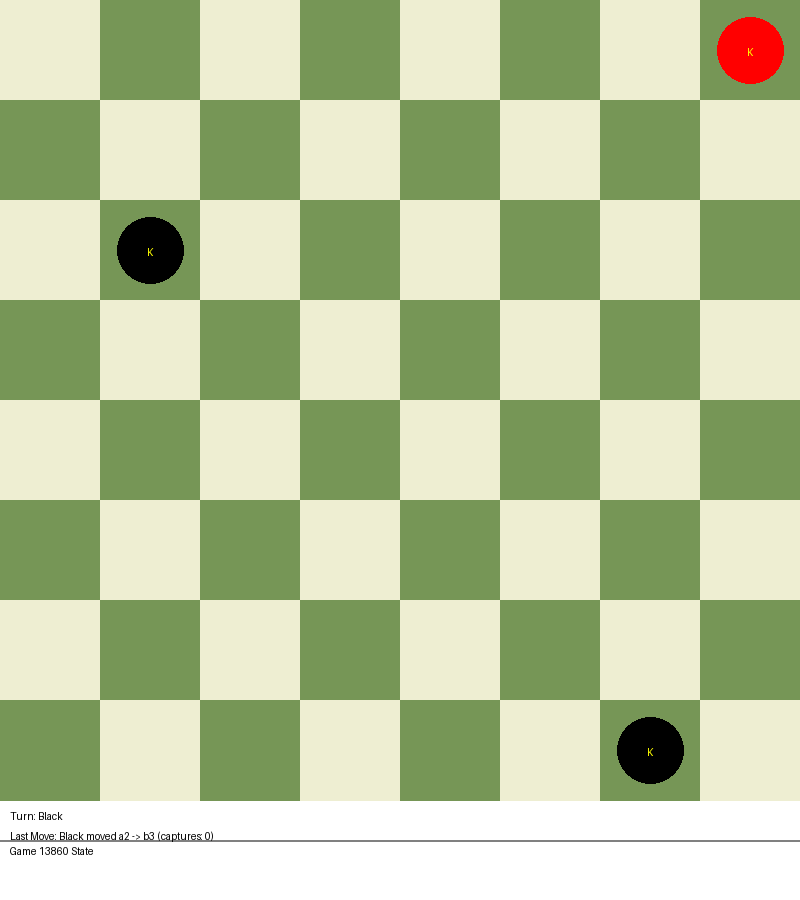 K
K
K
Turn: Black
Last Move: Black moved a2 -> b3 (captures: 0)
Game 13860 State